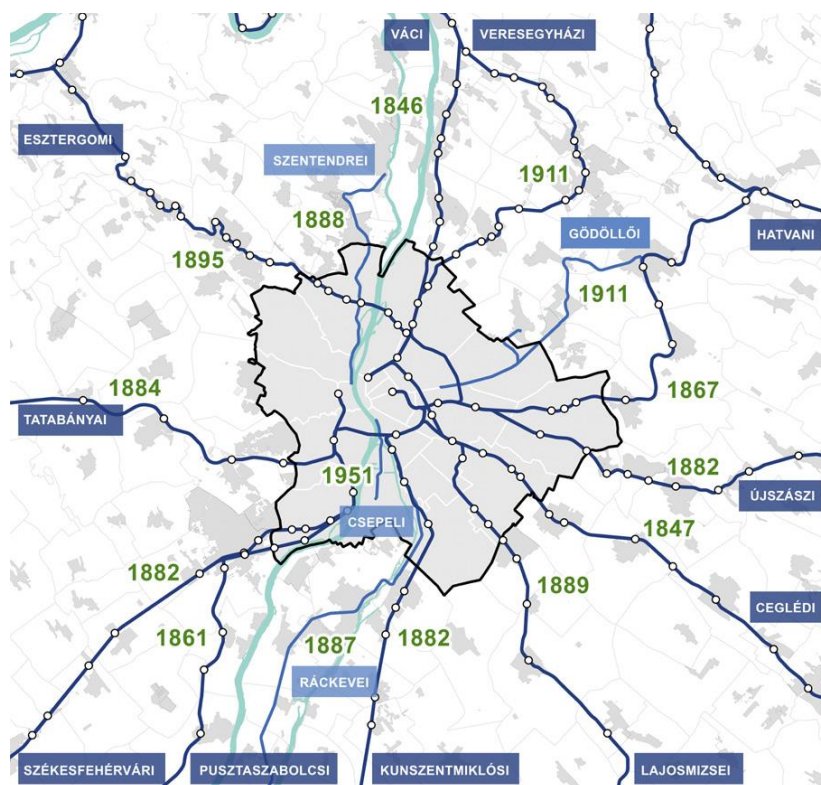 VÁCI
VERESEGYHÁZI
1846
ESZTERGOMI
SZENTENDREI
1911
1888
GÖDÖLLŐI
HATVANI
1895
1911
1884
1867
TATABÁNYAI
1882
1951
ÚJSZÁSZI
CSEPELI
1847
1882
1889
CEGLÉDI
1861
1887
1882
RÁCKEVEI
SZÉKESFEHÉRVÁRI
PUSZTASZABOLCSI
KUNSZENTMIKLÓSI
LAJOSMIZSEI